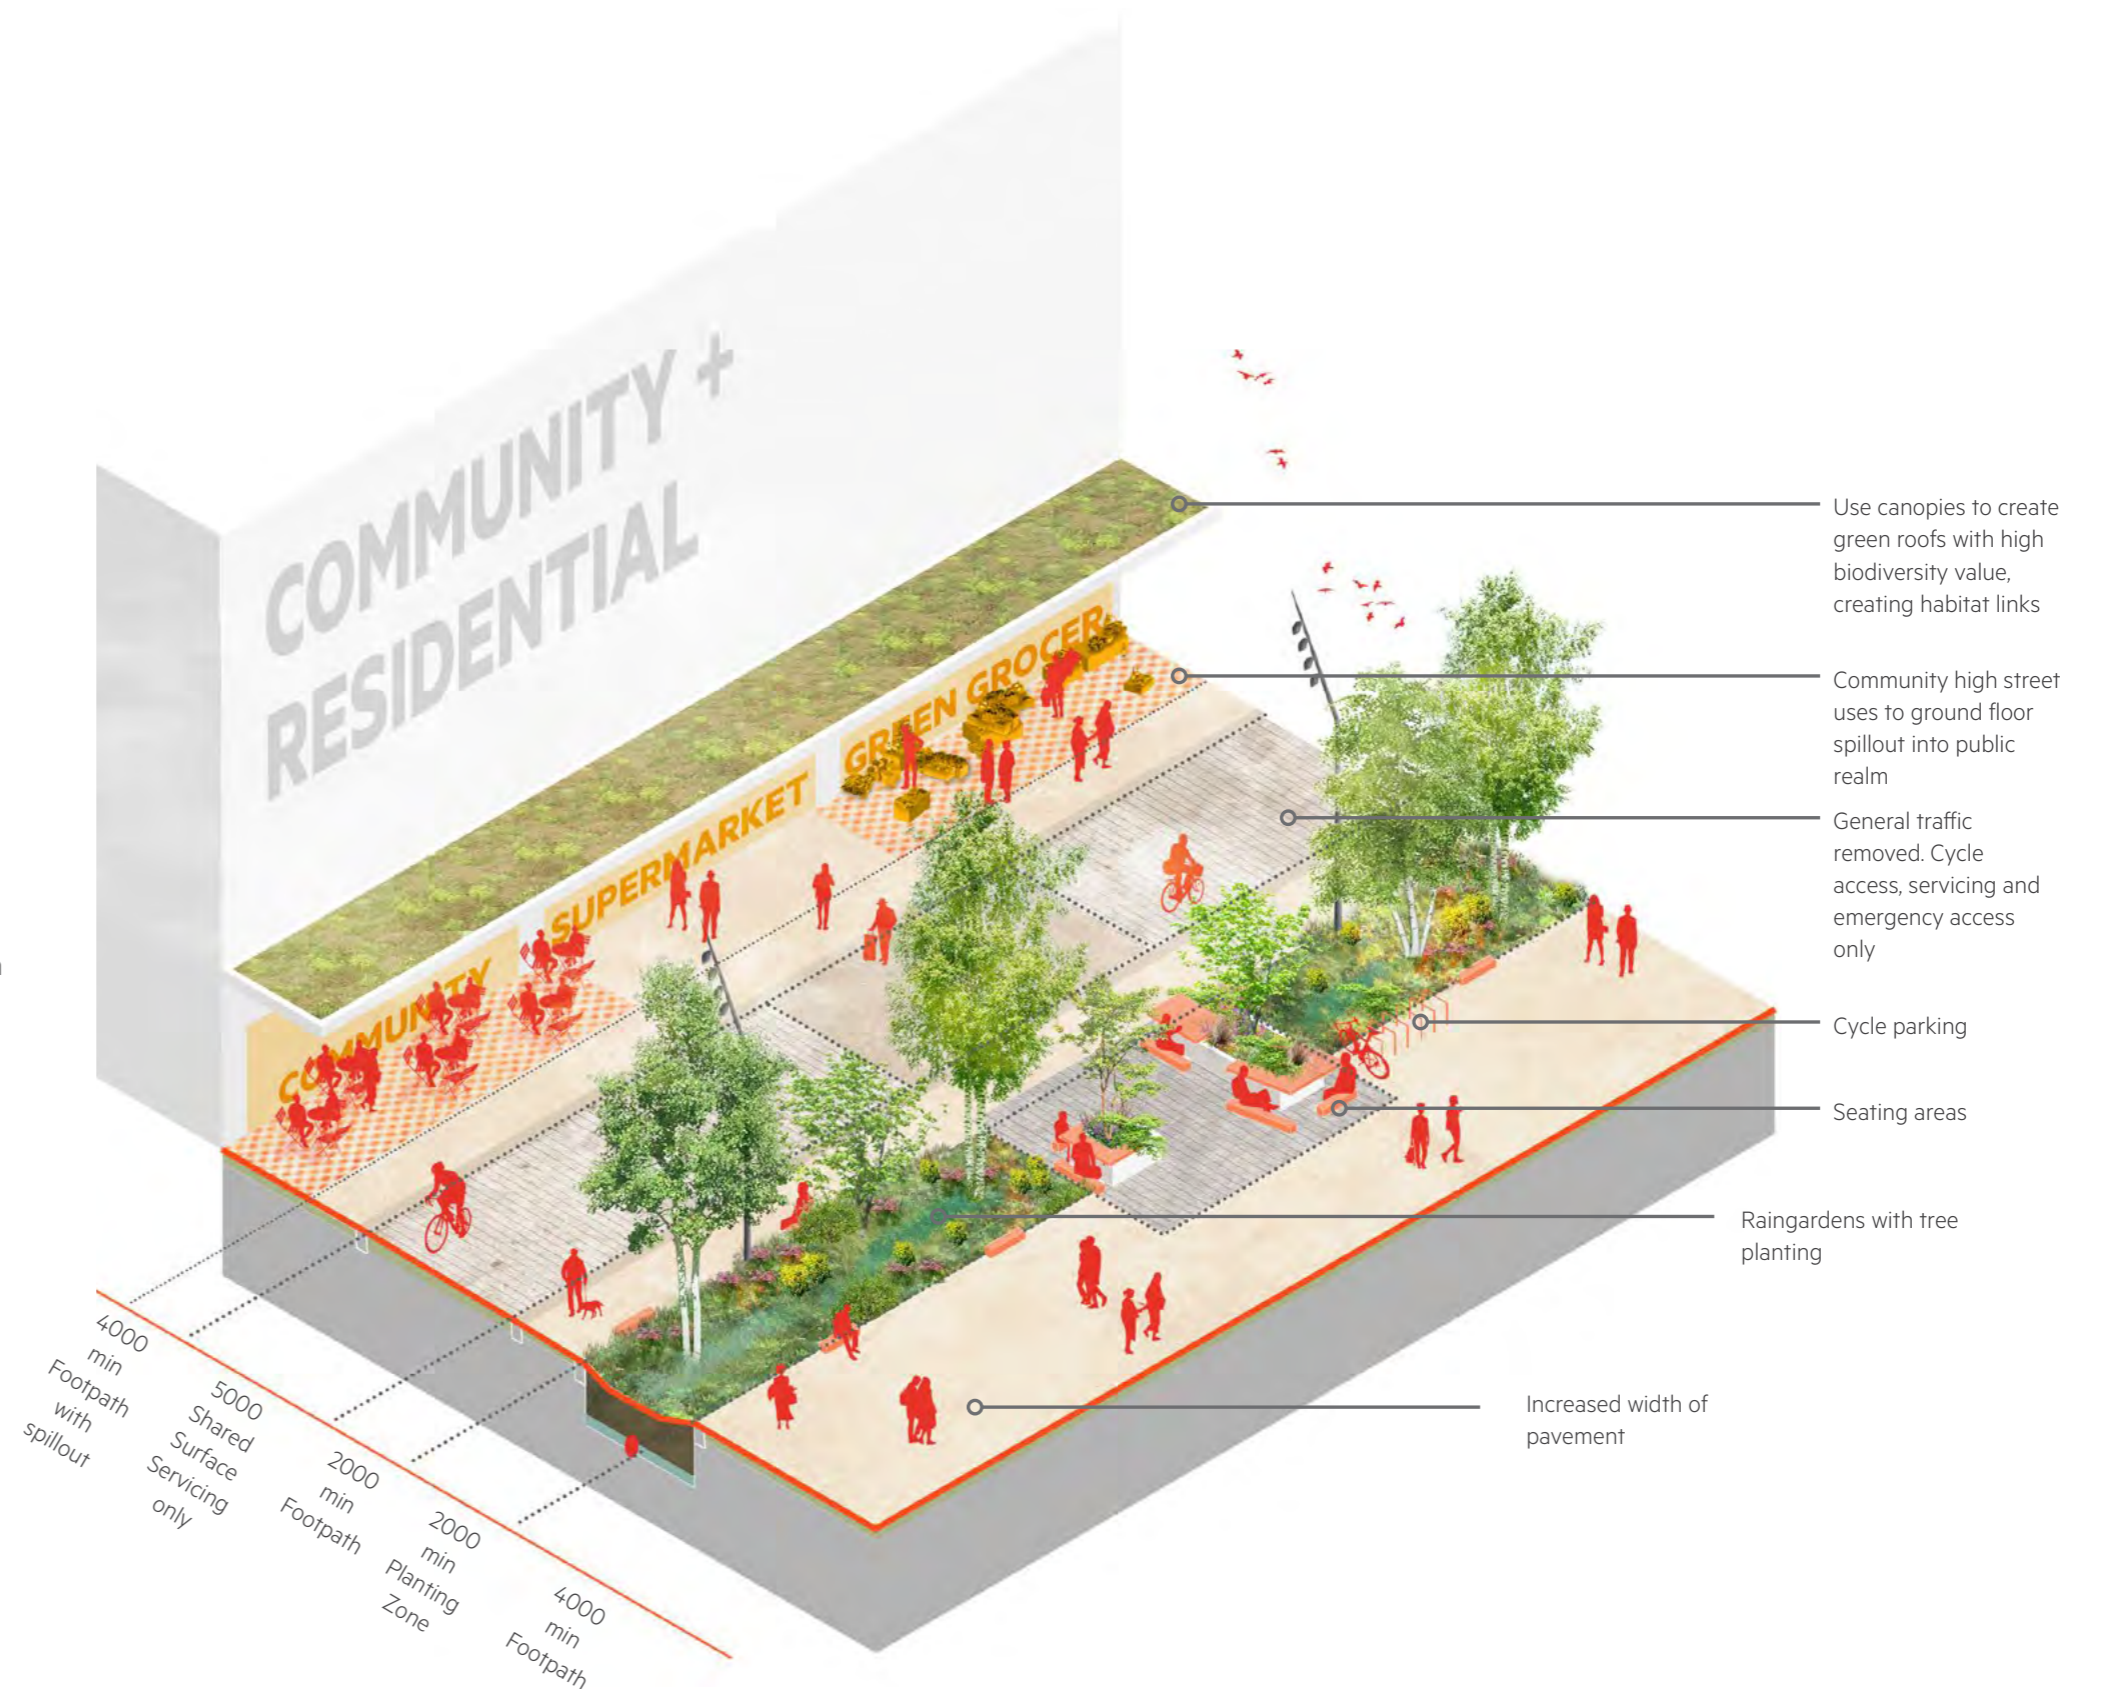 COMMUNITY +
RESIDENTIAL
COMMUNITY
SUPERMARKET
GREEN GROCER
Use canopies to create
green roofs with high
biodiversity value,
creating habitat links
Community high street
uses to ground floor
spillout into public
realm
General traffic
removed. Cycle
access, servicing and
emergency access
only
Cycle parking
Seating areas
Raingardens with tree
planting
Increased width of
pavement
4000
min
Footpath
with
spillout
5000
Shared
Surface
Servicing
only
2000
min
Footpath
2000
min
Planting
Zone
4000
min
Footpath